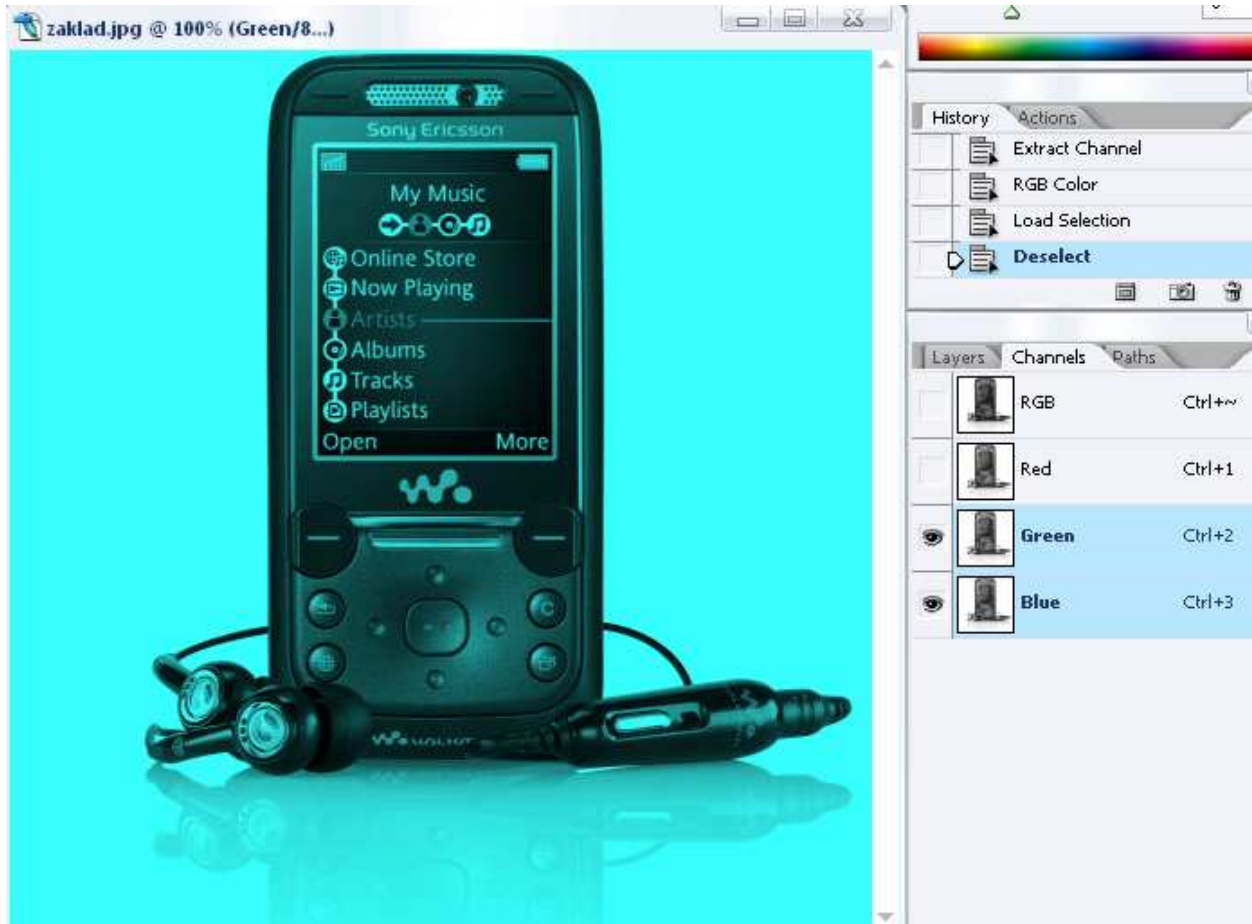 zaklad.jpg @ 100% (Green/8...)
Sony Ericsson
My Music
Online Store
Now Playing
Artists
Albums
Tracks
Playlists
Open More
C
History Actions
Extract Channel
RGB Color
Load Selection
Deselect
Layers Channels Paths
RGB Ctrl+~
Red Ctrl+1
Green Ctrl+2
Blue Ctrl+3